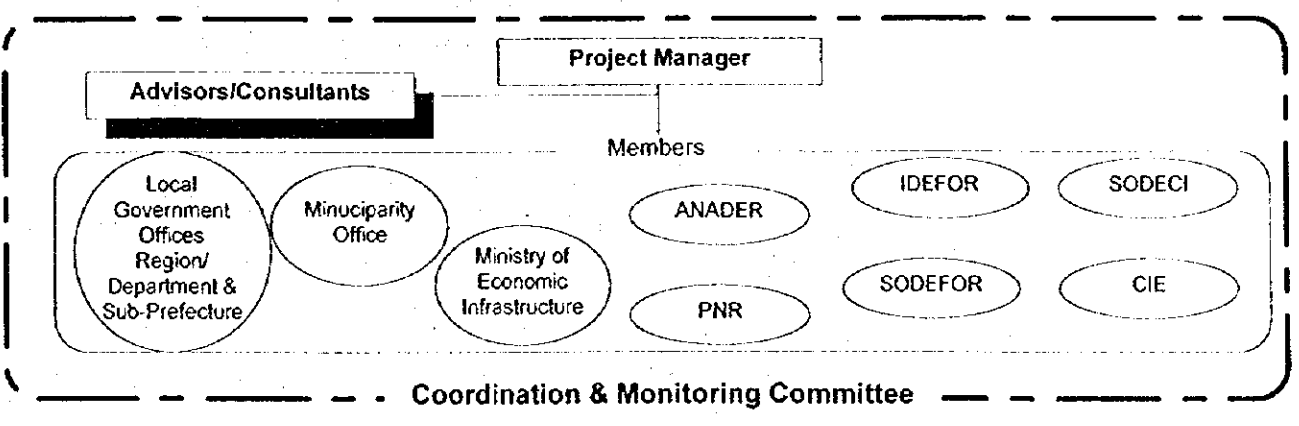 Project Manager
Advisors/Consultants
Members
Local
Government
Offices
Region/
Department &
Sub-Prefecture
Minuciparity
Office
Ministry of
Economic
Infrastructure
ANADER
PNR
IDEFOR
SODEFOR
SODECI
CIE
Coordination & Monitoring Committee